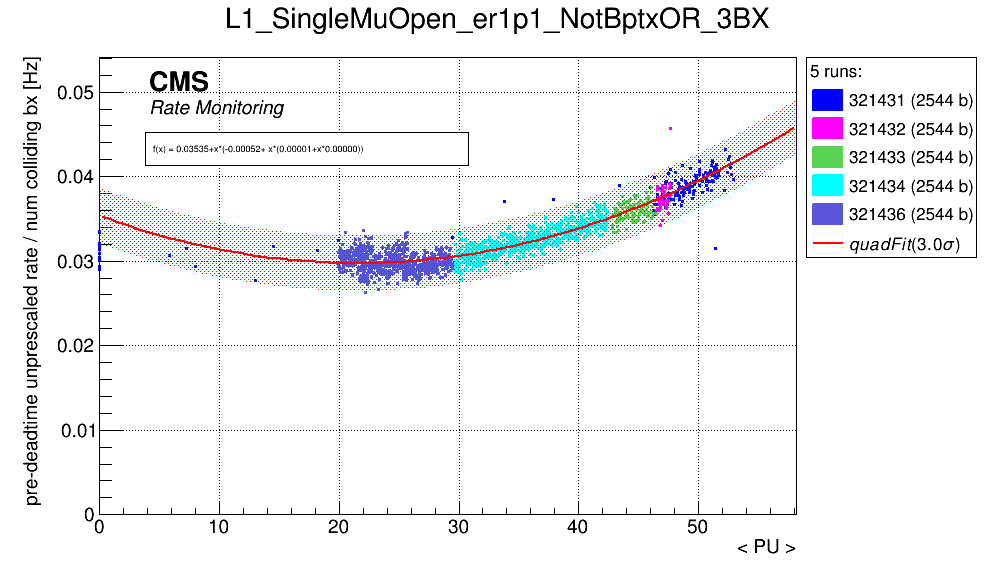 L1_SingleMuOpen_er1p1_NotBptxOR_3BX
pre-deadtime unprescaled rate / num colliding bx [Hz]
0.05
0.04
0.03
0.02
0.01
0
CMS
Rate Monitoring
f(x) = 0.03535+x*(-0.00052+ x*(0.00001+x*0.00000))
0 10 20 30 40 50
< PU >
5 runs:
321431 (2544 b)
321432 (2544 b)
321433 (2544 b)
321434 (2544 b)
321436 (2544 b)
quadFit(3.0σ)